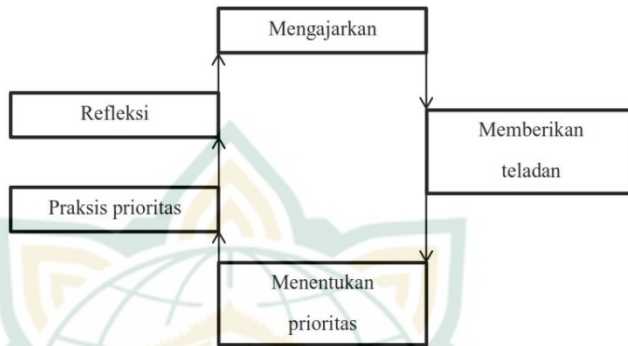 Mengajarkan
Refleksi
Memberikan
teladan
Praksis prioritas
Menentukan
prioritas